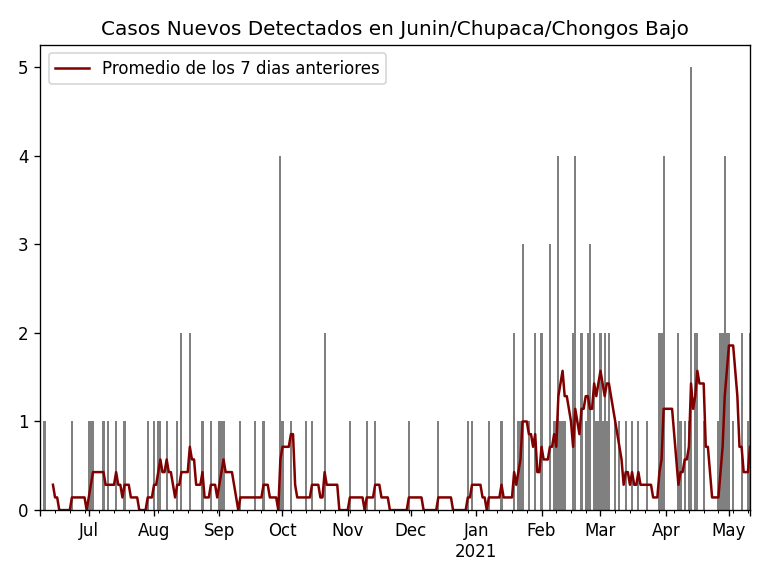 Casos Nuevos Detectados en Junin/Chupaca/Chongos Bajo
Promedio de los 7 dias anteriores
5
4
3
2
1
0
Jul Aug Sep Oct Nov Dec Jan Feb Mar Apr May
2021